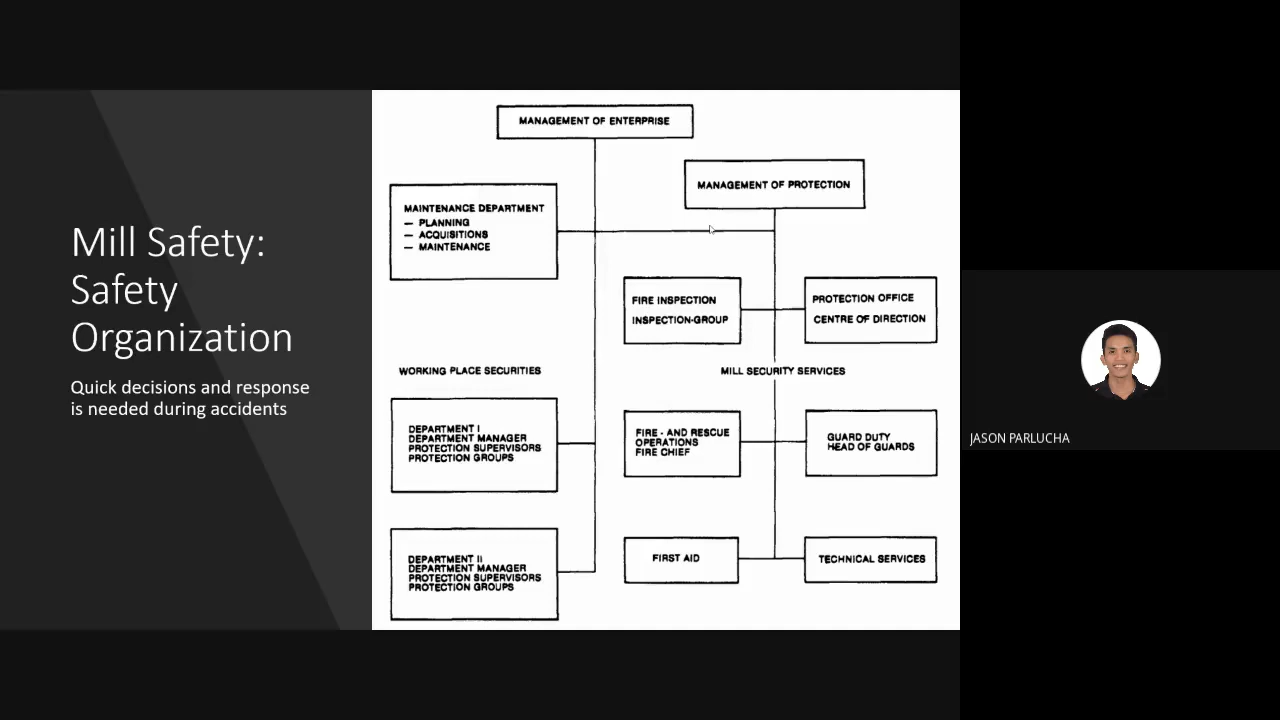 Mill Safety:
Safety
Organization
Quick decisions and response
is needed during accidents
MANAGEMENT OF ENTERPRISE
MANAGEMENT OF PROTECTION
MAINTENANCE DEPARTMENT
— PLANNING
— ACQUISITIONS
— MAINTENANCE
FIRE INSPECTION
INSPECTION-GROUP
PROTECTION OFFICE
CENTRE OF DIRECTION
WORKING PLACE SECURITIES
MILL SECURITY SERVICES
DEPARTMENT I
DEPARTMENT MANAGER
PROTECTION SUPERVISORS
PROTECTION GROUPS
FIRE - AND RESCUE
OPERATIONS
FIRE CHIEF
GUARD DUTY
HEAD OF GUARDS
DEPARTMENT II
DEPARTMENT MANAGER
PROTECTION SUPERVISORS
PROTECTION GROUPS
FIRST AID
TECHNICAL SERVICES
JASON PARLUCHA